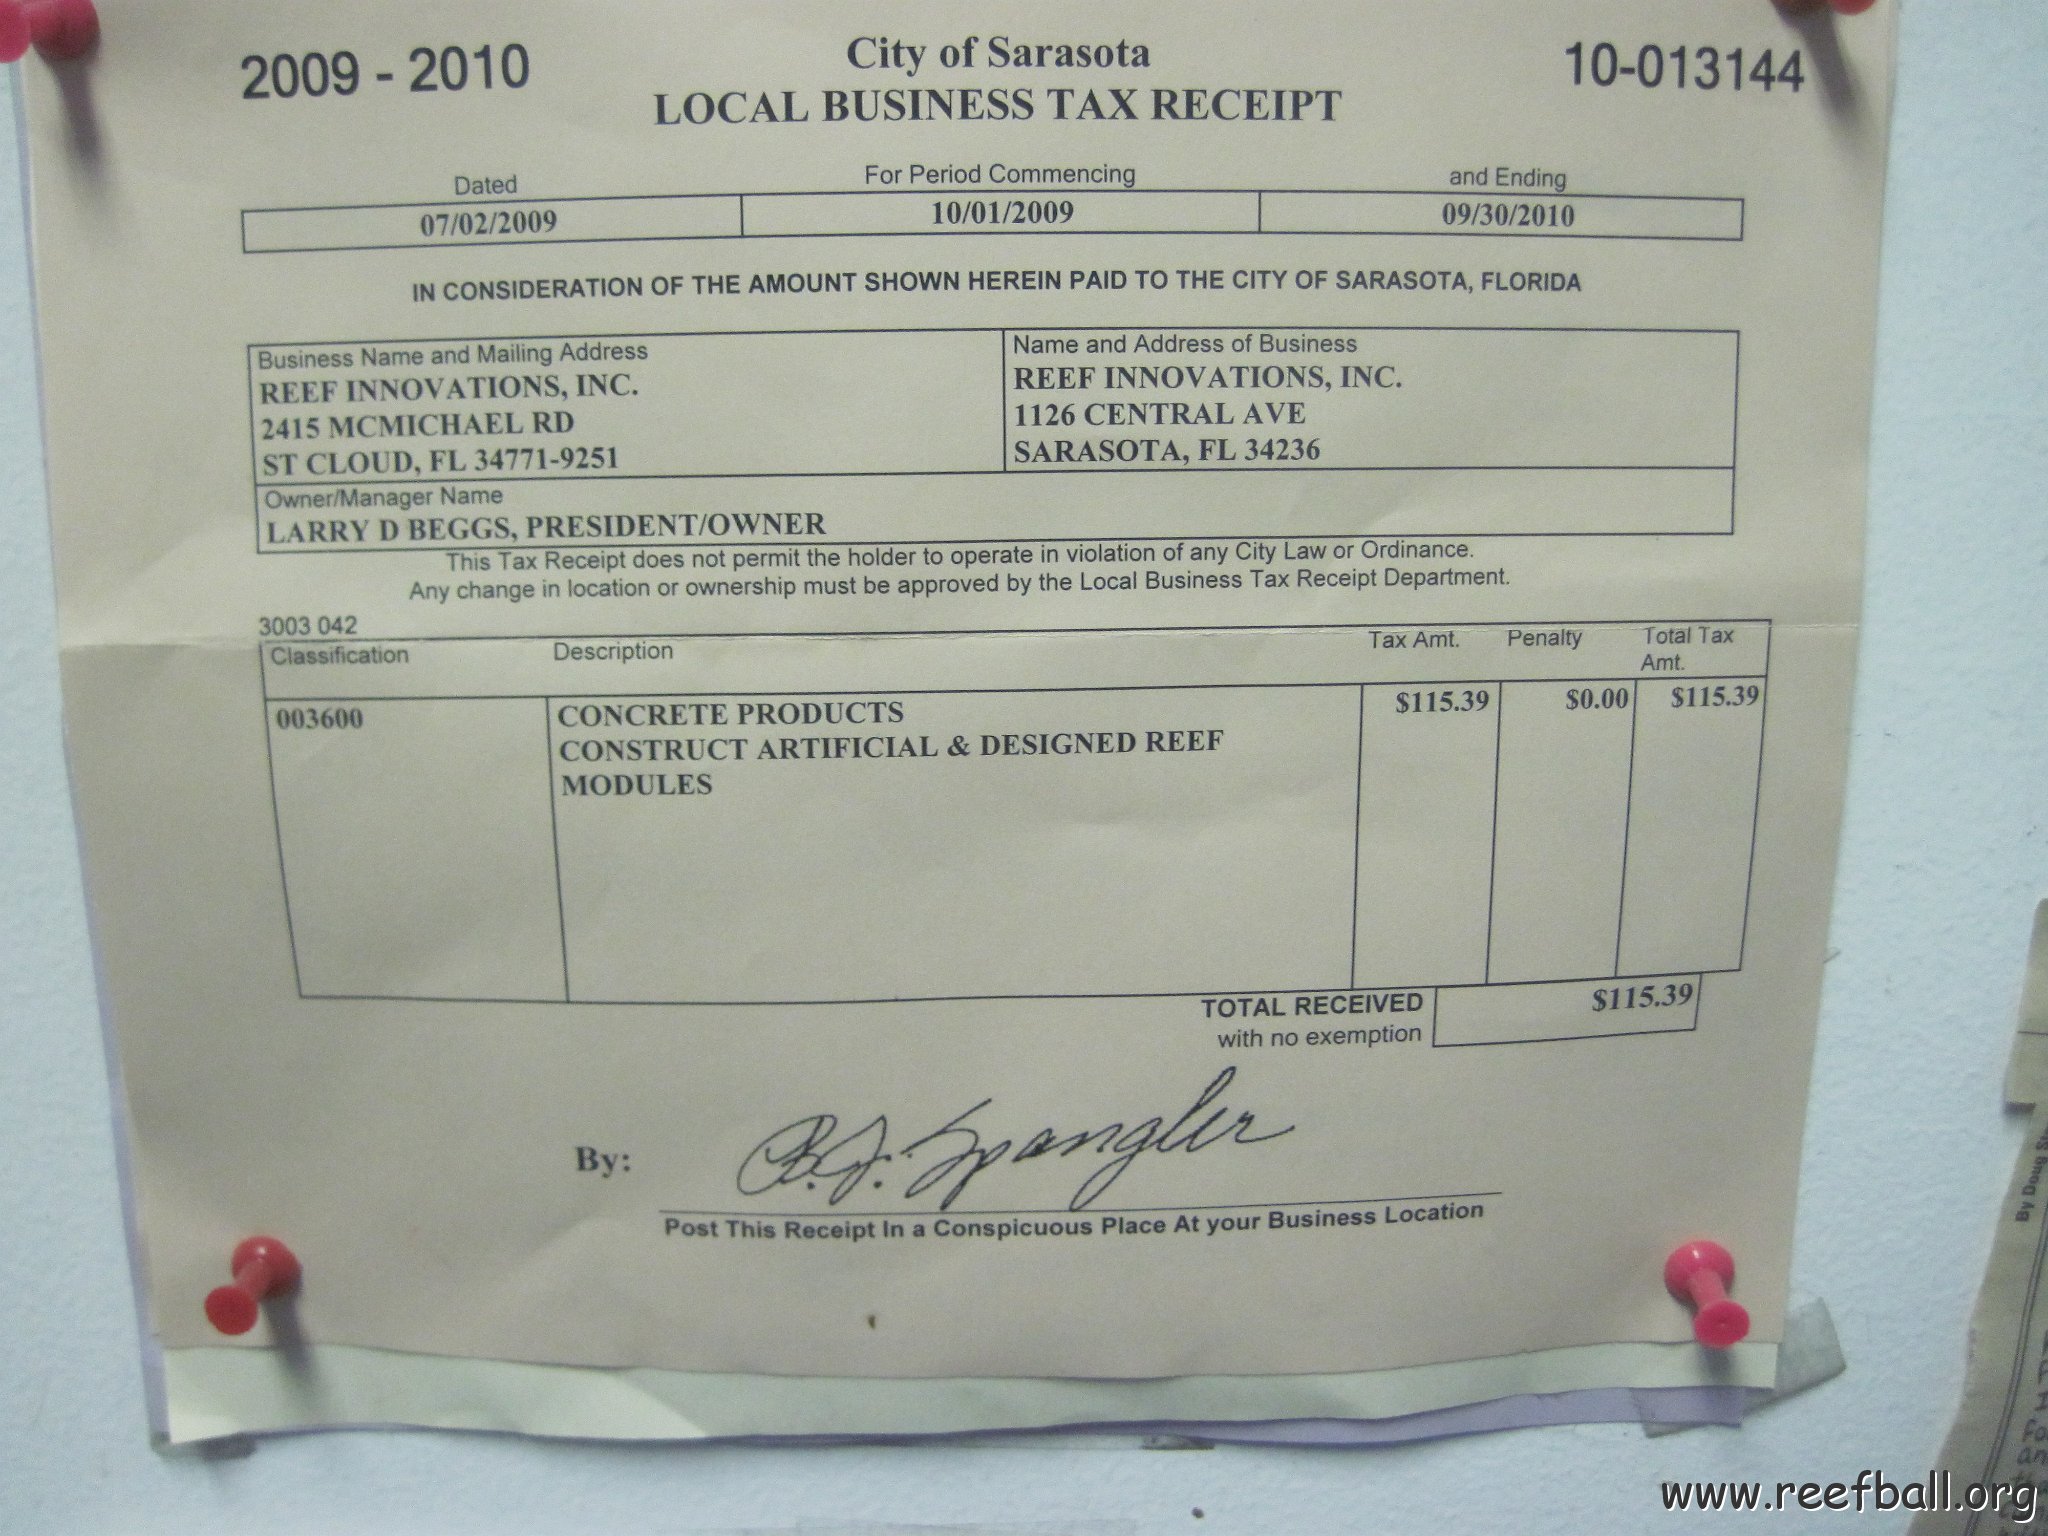 2009 - 2010
City of Sarasota
10-013144
LOCAL BUSINESS TAX RECEIPT
Dated
For Period Commencing
and Ending
07/02/2009
10/01/2009
09/30/2010
IN CONSIDERATION OF THE AMOUNT SHOWN HEREIN PAID TO THE CITY OF SARASOTA, FLORIDA
Business Name and Mailing Address
REEF INNOVATIONS, INC.
2415 MCMICHAEL RD
ST CLOUD, FL 34771-9251
Name and Address of Business
REEF INNOVATIONS, INC.
1126 CENTRAL AVE
SARASOTA, FL 34236
Owner/Manager Name
LARRY D BEGGS, PRESIDENT/OWNER
This Tax Receipt does not permit the holder to operate in violation of any City Law or Ordinance.
Any change in location or ownership must be approved by the Local Business Tax Receipt Department.
3003 042
Classification
Description
Tax Amt.
Penalty
Total Tax
Amt.
003600
CONCRETE PRODUCTS
CONSTRUCT ARTIFICIAL & DESIGNED REEF
MODULES
$115.39
$0.00
$115.39
TOTAL RECEIVED
with no exemption
$115.39
By:
B.J. Spangler
Post This Receipt In a Conspicuous Place At your Business Location
By Doug
www.reefball.org